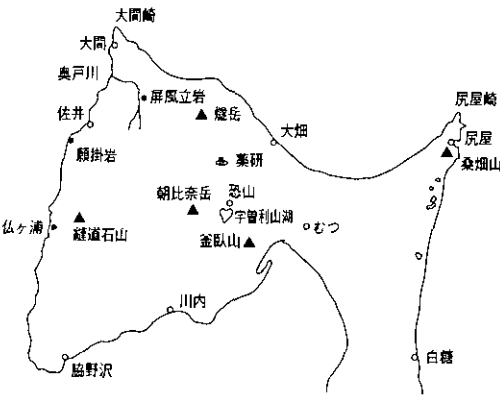 大間崎
大間
奥戸川
屏風立岩
燧岳
佐井
願掛岩
大畑
薬研
尻屋崎
尻屋
桑畑山
朝比奈岳
恐山
宇曽利山湖
むつ
仏ヶ浦
縫道石山
釜臥山
川内
脇野沢
白糠